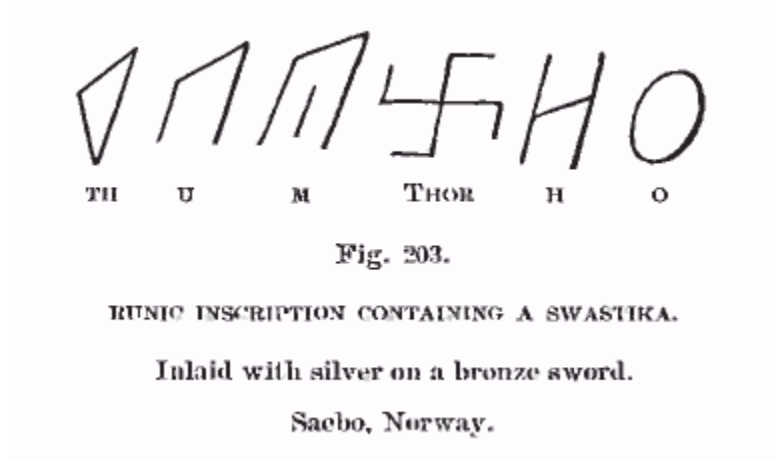 TH U M THOR H O
Fig. 203.
RUNIC INSCRIPTION CONTAINING A SWASTIKA.
Inlaid with silver on a bronze sword.
Saebo, Norway.